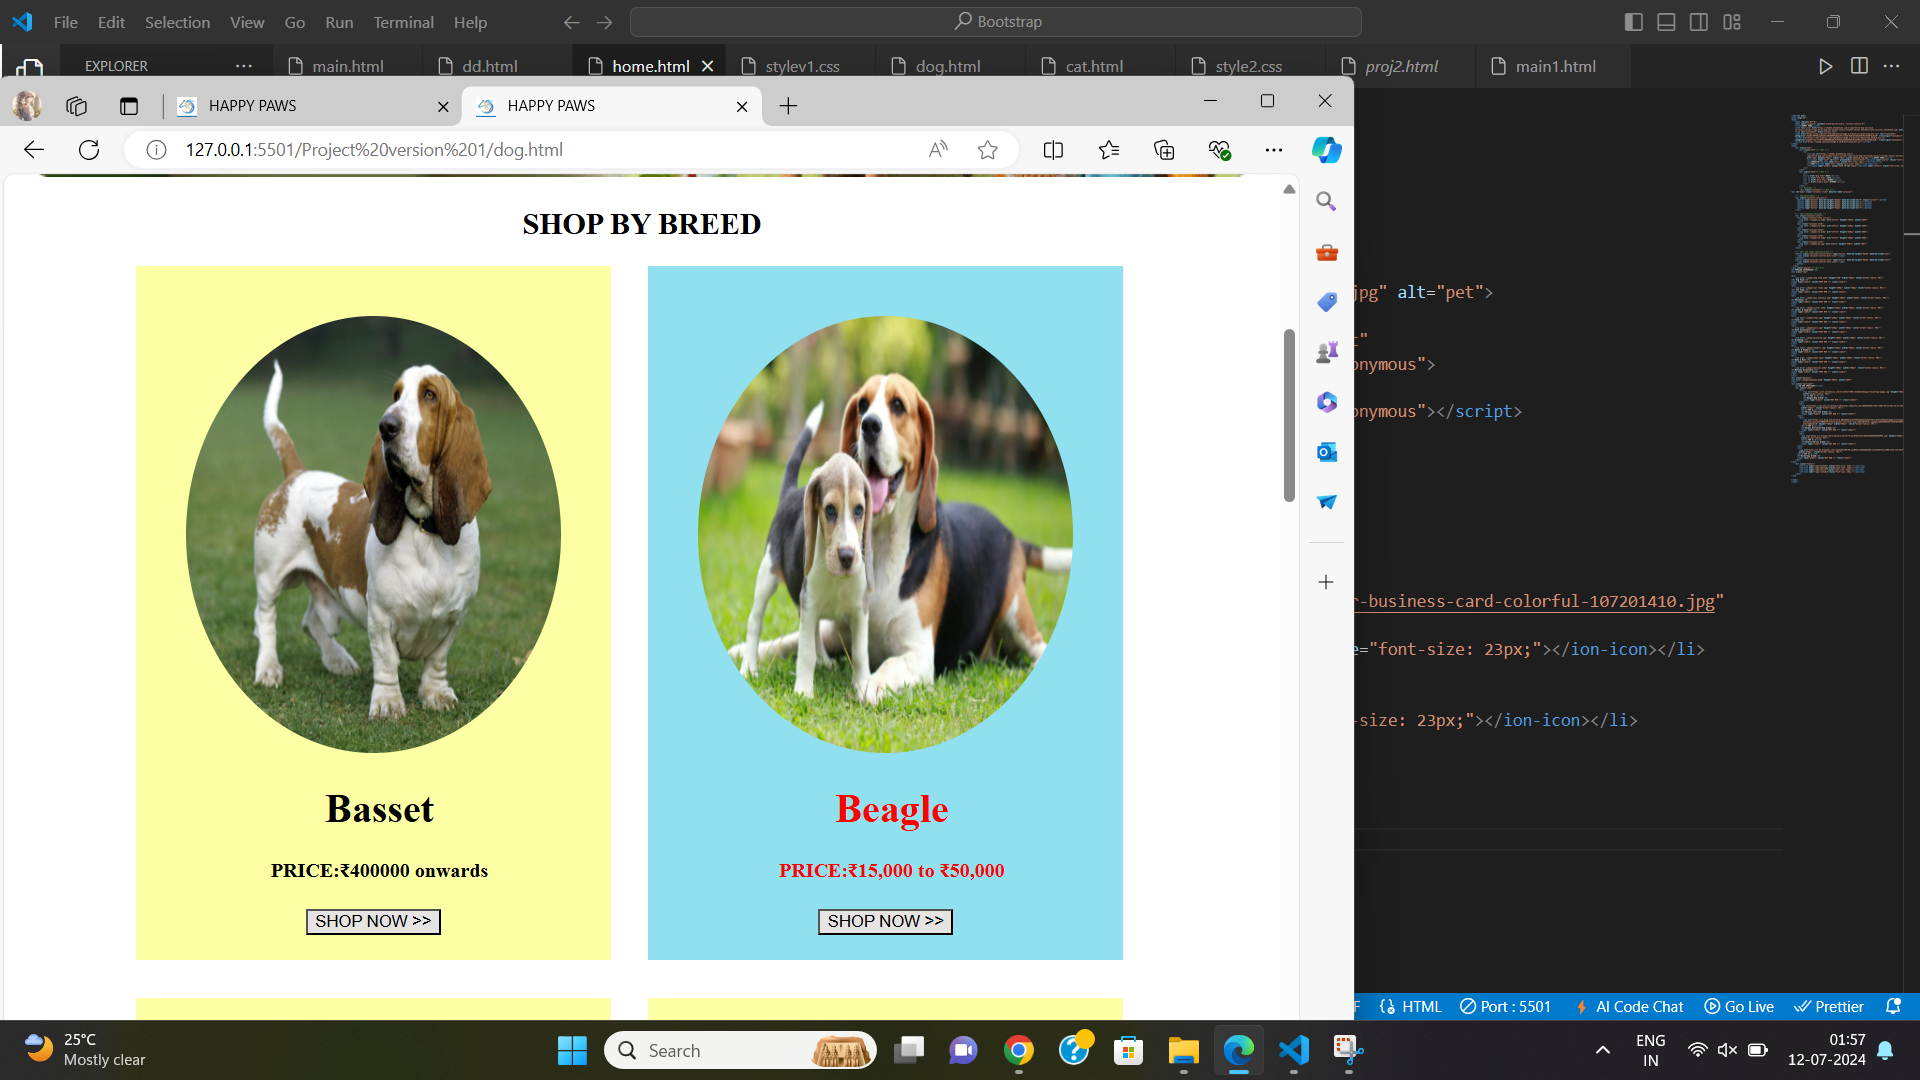 File Edit Selection View Go Run Terminal Help
Bootstrap
EXPLORER
main.html
dd.html
home.html
stylev1.css
dog.html
cat.html
style2.css
proj2.html
main1.html
HAPPY PAWS
HAPPY PAWS
127.0.0.1:5501/Project%20version%201/dog.html
SHOP BY BREED
Basset
PRICE:₹400000 onwards
SHOP NOW >>
Beagle
PRICE:₹15,000 to ₹50,000
SHOP NOW >>
jpg" alt="pet">
"
onymous">
onymous"></script>
r-business-card-colorful-107201410.jpg"
e="font-size: 23px;"></ion-icon></li>
-size: 23px;"></ion-icon></li>
F HTML Port : 5501 AI Code Chat Go Live Prettier
25°C
Mostly clear
Search
ENG
IN
01:57
12-07-2024